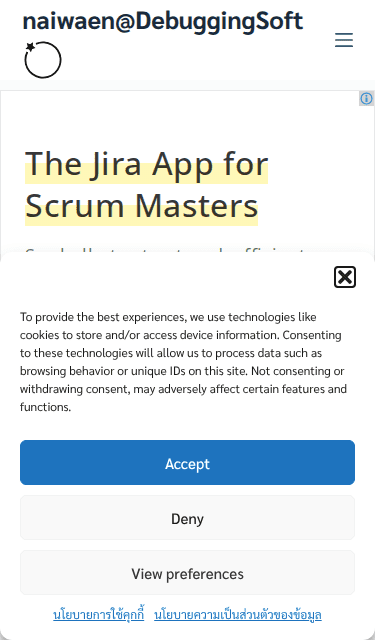 naiwaen@DebuggingSoft
The Jira App for
Scrum Masters
To provide the best experiences, we use technologies like
cookies to store and/or access device information. Consenting
to these technologies will allow us to process data such as
browsing behavior or unique IDs on this site. Not consenting or
withdrawing consent, may adversely affect certain features and
functions.
Accept
Deny
View preferences
นโยบายการใช้คุกกี้ นโยบายความเป็นส่วนตัวของข้อมูล